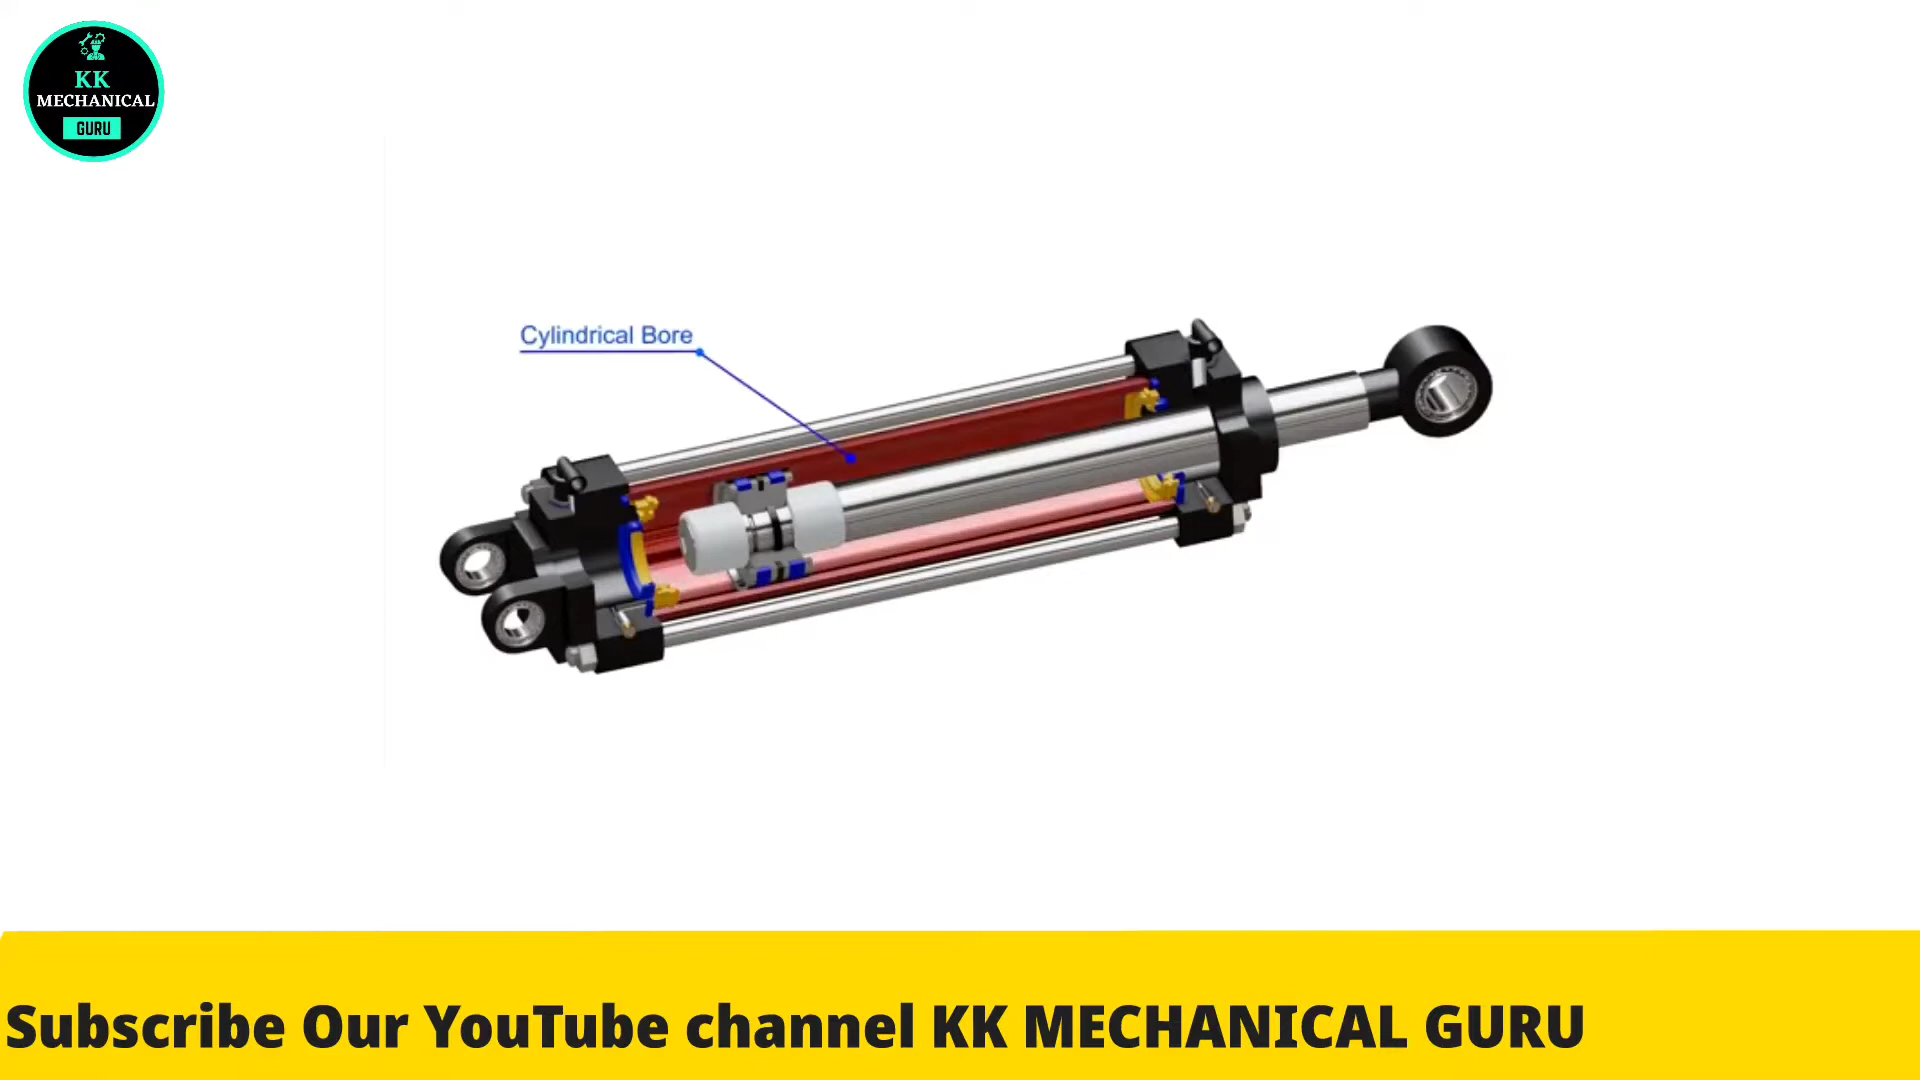 KK
MECHANICAL
GURU
Cylindrical Bore
Subscribe Our YouTube channel KK MECHANICAL GURU